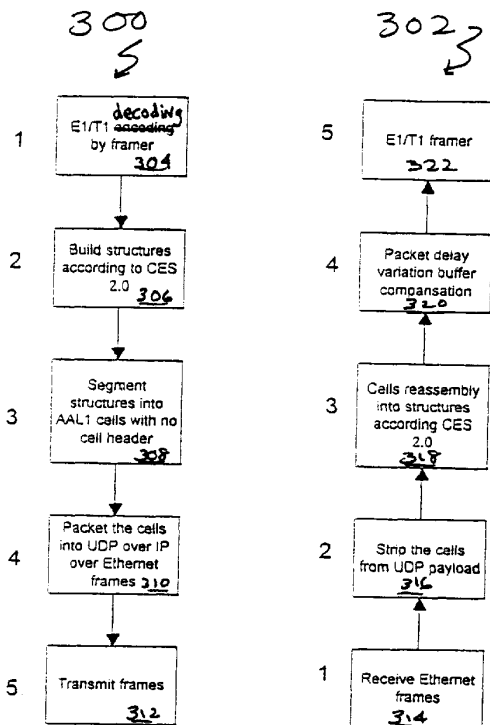 300
1
E1/T1 encoding decoding
by framer
304
2
Build structures
according to CES
2.0 306
3
Segment
structures into
AAL1 cells with no
cell header
308
4
Packet the cells
into UDP over IP
over Ethernet
frames 310
5
Transmit frames
312
302
5
E1/T1 framer
322
4
Packet delay
variation buffer
compansation
320
3
Cells reassembly
into structures
according CES
2.0
318
2
Strip the cells
from UDP payload
316
1
Receive Ethernet
frames
314